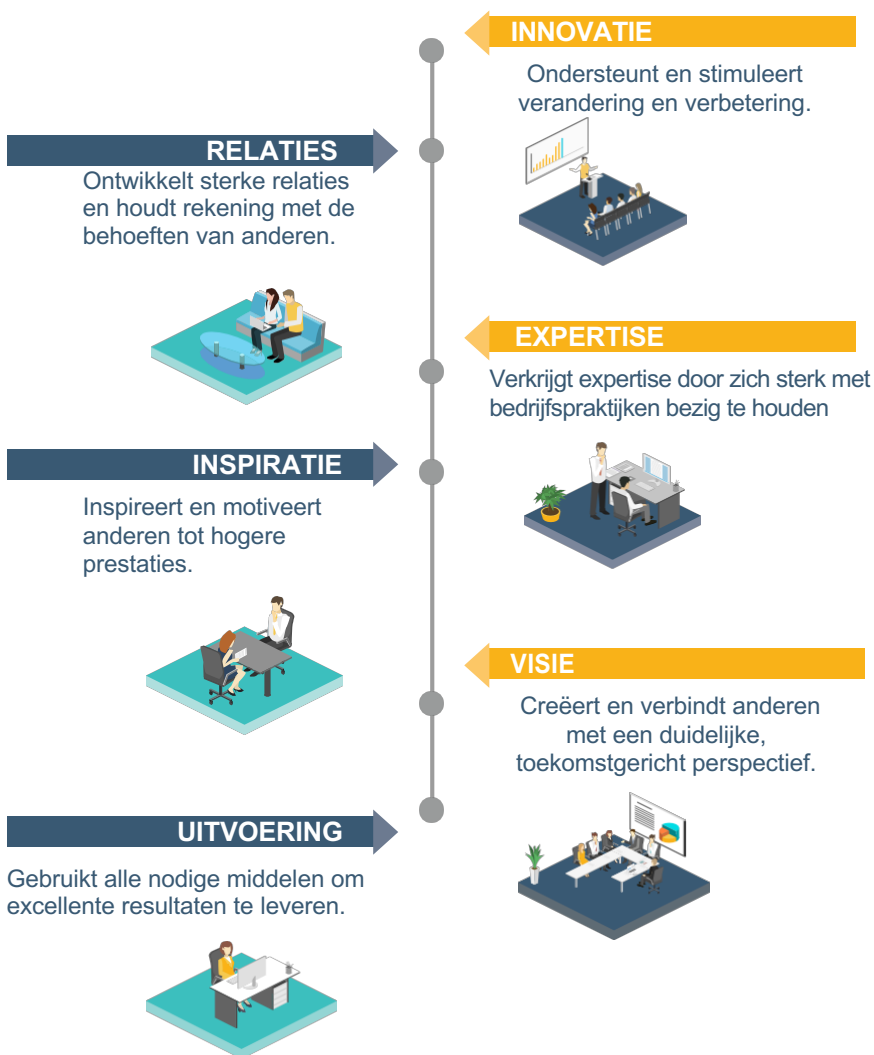 INNOVATIE
Ondersteunt en stimuleert
verandering en verbetering.
RELATIES
Ontwikkelt sterke relaties
en houdt rekening met de
behoeften van anderen.
EXPERTISE
Verkrijgt expertise door zich sterk met
bedrijfspraktijken bezig te houden
INSPIRATIE
Inspireert en motiveert
anderen tot hogere
prestaties.
VISIE
Creëert en verbindt anderen
met een duidelijke,
toekomstgericht perspectief.
UITVOERING
Gebruikt alle nodige middelen om
excellente resultaten te leveren.